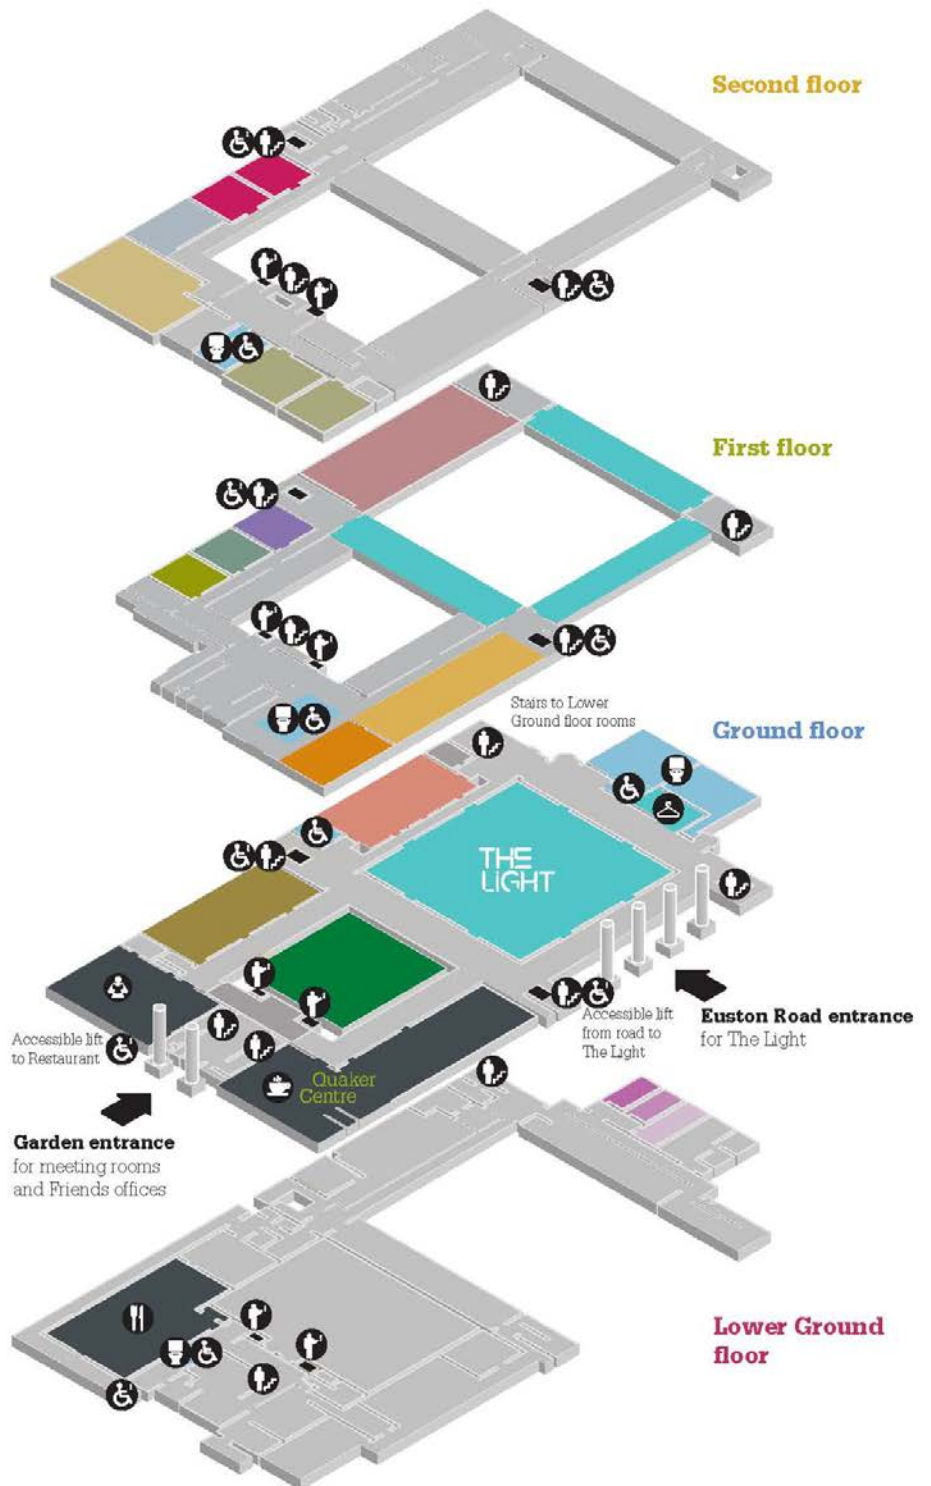 Second floor
First floor
Stairs to Lower
Ground floor rooms
Ground floor
THE
LIGHT
Accessible lift
to Restaurant
Accessible lift
from road to
The Light
Euston Road entrance
for The Light
Quaker
Centre
Garden entrance
for meeting rooms
and Friends offices
Lower Ground
floor